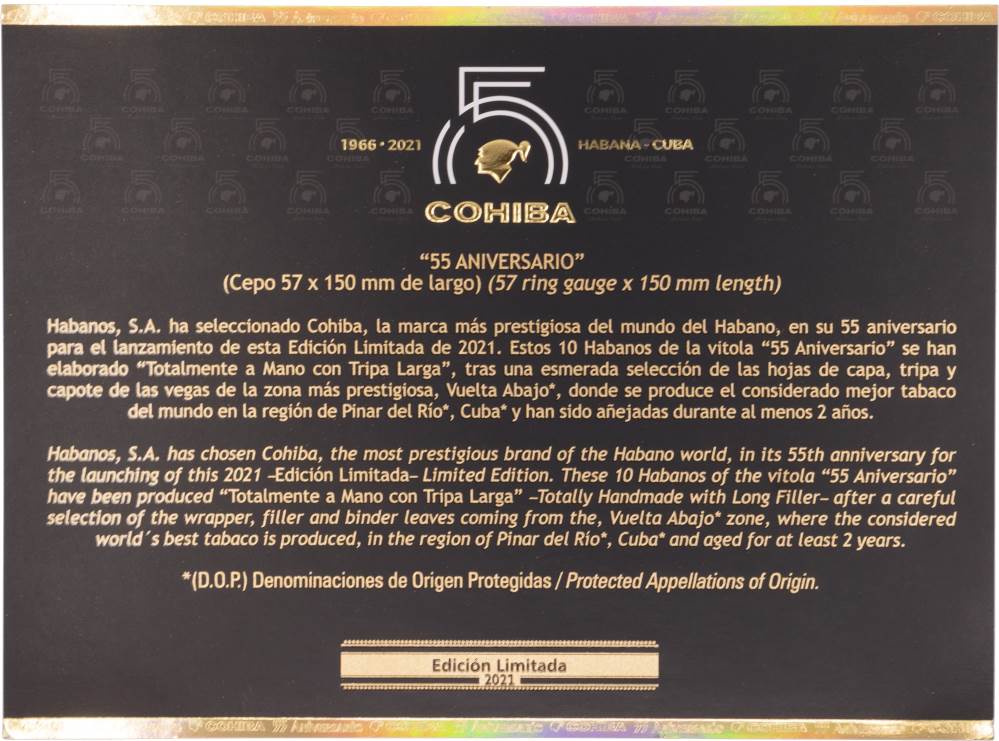 1966 • 2021
55
HABANA - CUBA
COHIBA
“55 ANIVERSARIO”
(Cepo 57 x 150 mm de largo) (57 ring gauge x 150 mm length)
Habanos, S.A. ha seleccionado Cohiba, la marca más prestigiosa del mundo del Habano, en su 55 aniversario
para el lanzamiento de esta Edición Limitada de 2021. Estos 10 Habanos de la vitola “55 Aniversario” se han
elaborado “Totalmente a Mano con Tripa Larga”, tras una esmerada selección de las hojas de capa, tripa y
capote de las vegas de la zona más prestigiosa, Vuelta Abajo*, donde se produce el considerado mejor tabaco
del mundo en la región de Pinar del Río*, Cuba* y han sido añejadas durante al menos 2 años.
Habanos, S.A. has chosen Cohiba, the most prestigious brand of the Habano world, in its 55th anniversary for
the launching of this 2021 –Edición Limitada– Limited Edition. These 10 Habanos of the vitola “55 Aniversario”
have been produced “Totalmente a Mano con Tripa Larga” –Totally Handmade with Long Filler– after a careful
selection of the wrapper, filler and binder leaves coming from the, Vuelta Abajo* zone, where the considered
world´s best tabaco is produced, in the region of Pinar del Río*, Cuba* and aged for at least 2 years.
*(D.O.P.) Denominaciones de Origen Protegidas / Protected Appellations of Origin.
Edición Limitada
2021
COHIBA 55 Aniversario COHIBA 55 Aniversario